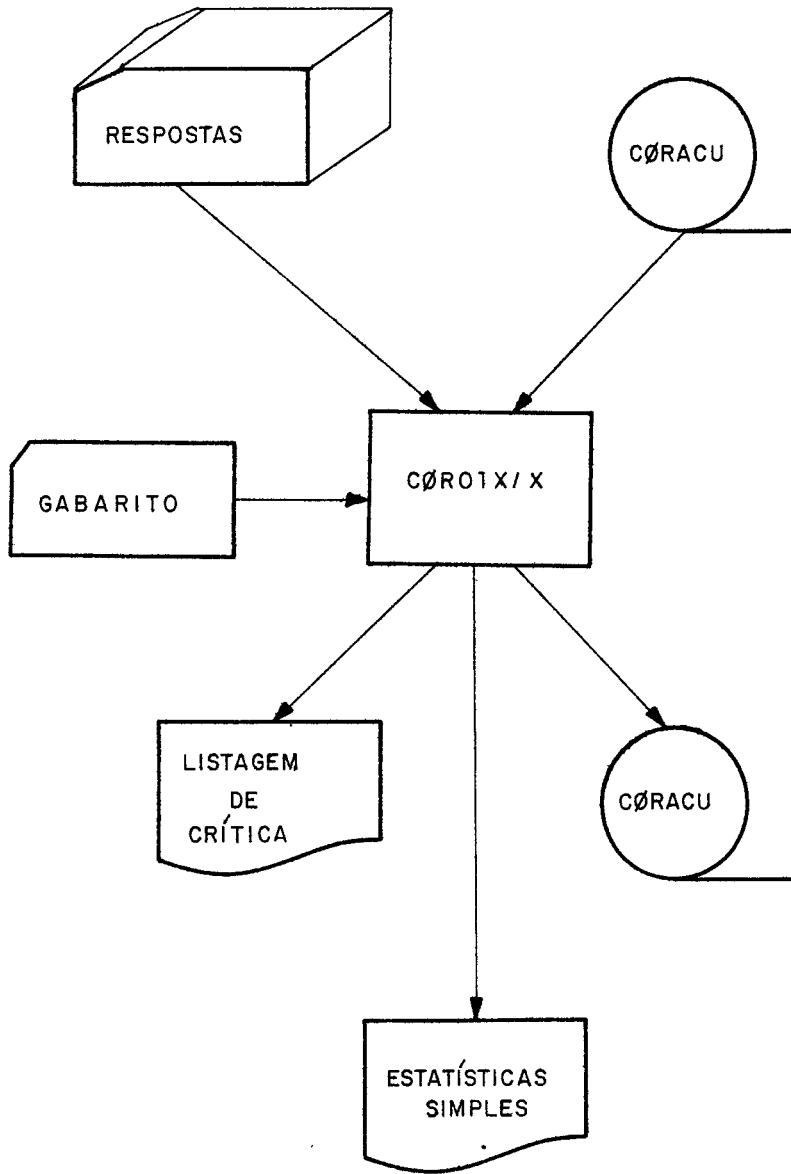 RESPOSTAS
CØRACU
GABARITO
CØR01X/X
LISTAGEM
DE
CRÍTICA
CØRACU
ESTATÍSTICAS
SIMPLES